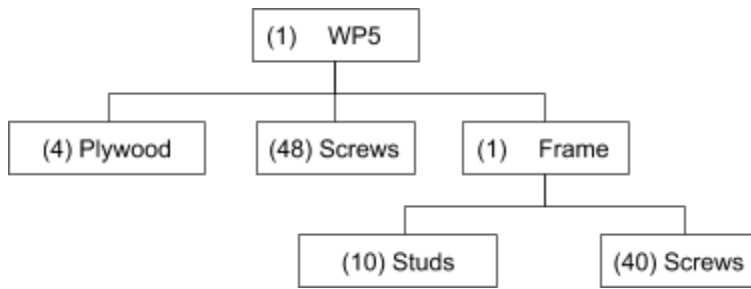 (1) WP5
(4) Plywood
(48) Screws
(1) Frame
(10) Studs
(40) Screws